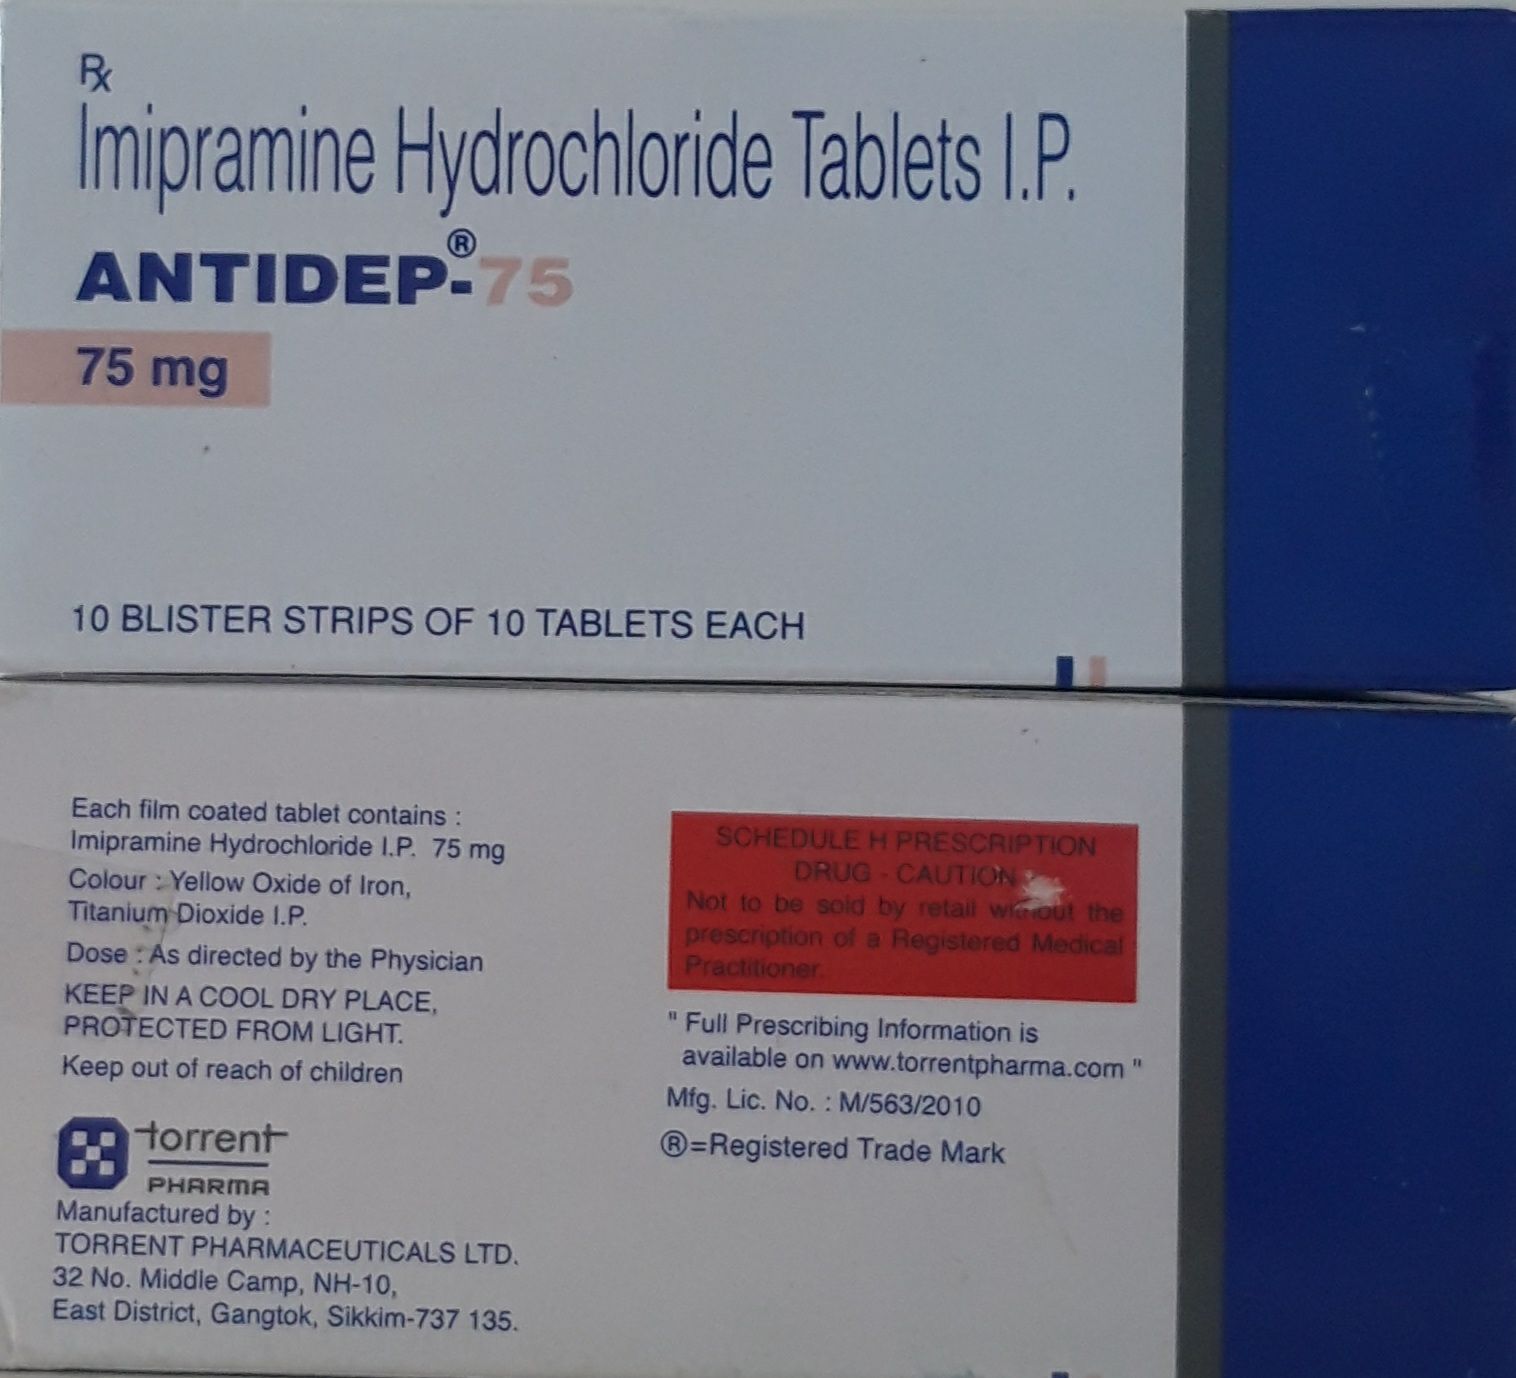 Rx
Imipramine Hydrochloride Tablets I.P.
ANTIDEP®-75
75 mg
10 BLISTER STRIPS OF 10 TABLETS EACH
Each film coated tablet contains :
Imipramine Hydrochloride I.P. 75 mg
Colour : Yellow Oxide of Iron,
Titanium Dioxide I.P.
Dose : As directed by the Physician
KEEP IN A COOL DRY PLACE,
PROTECTED FROM LIGHT.
Keep out of reach of children
torrent
PHARMA
Manufactured by :
TORRENT PHARMACEUTICALS LTD.
32 No. Middle Camp, NH-10,
East District, Gangtok, Sikkim-737 135.
SCHEDULE H PRESCRIPTION
DRUG - CAUTION
Not to be sold by retail without the
prescription of a Registered Medical
Practitioner.
" Full Prescribing Information is
available on www.torrentpharma.com "
Mfg. Lic. No. : M/563/2010
®=Registered Trade Mark